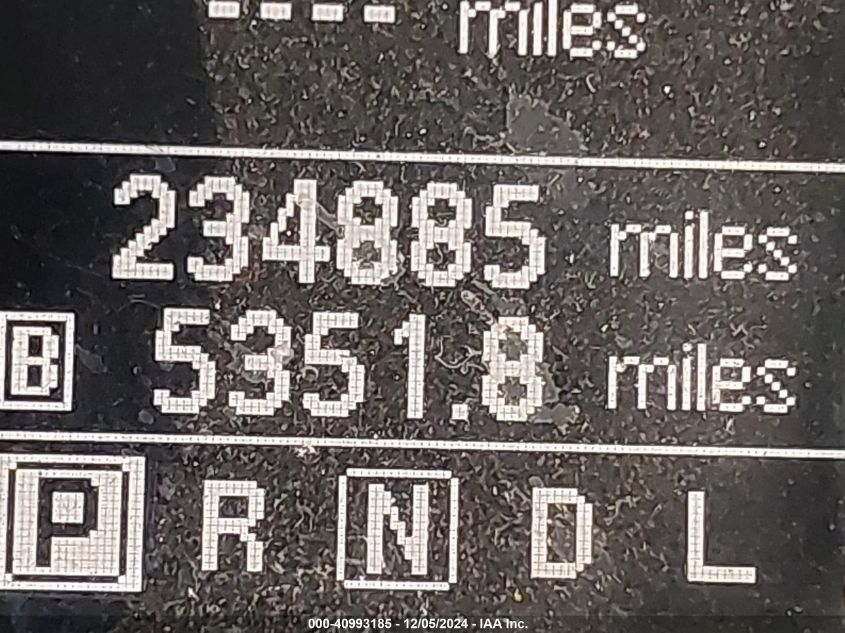 ---- miles
234885 miles
B 5351.8 miles
P R N D L
000-40993185 - 12/05/2024 - IAA Inc.